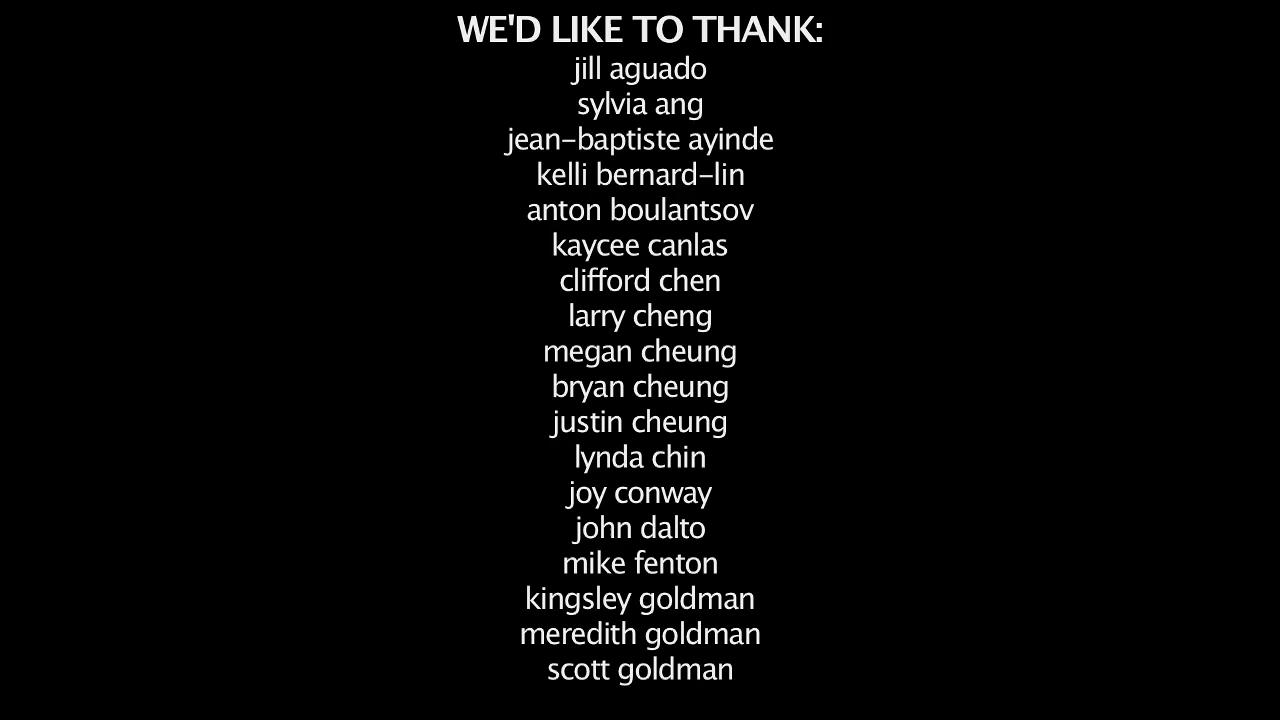 WE'D LIKE TO THANK:
jill aguado
sylvia ang
jean-baptiste ayinde
kelli bernard-lin
anton boulantsov
kaycee canlas
clifford chen
larry cheng
megan cheung
bryan cheung
justin cheung
lynda chin
joy conway
john dalto
mike fenton
kingsley goldman
meredith goldman
scott goldman